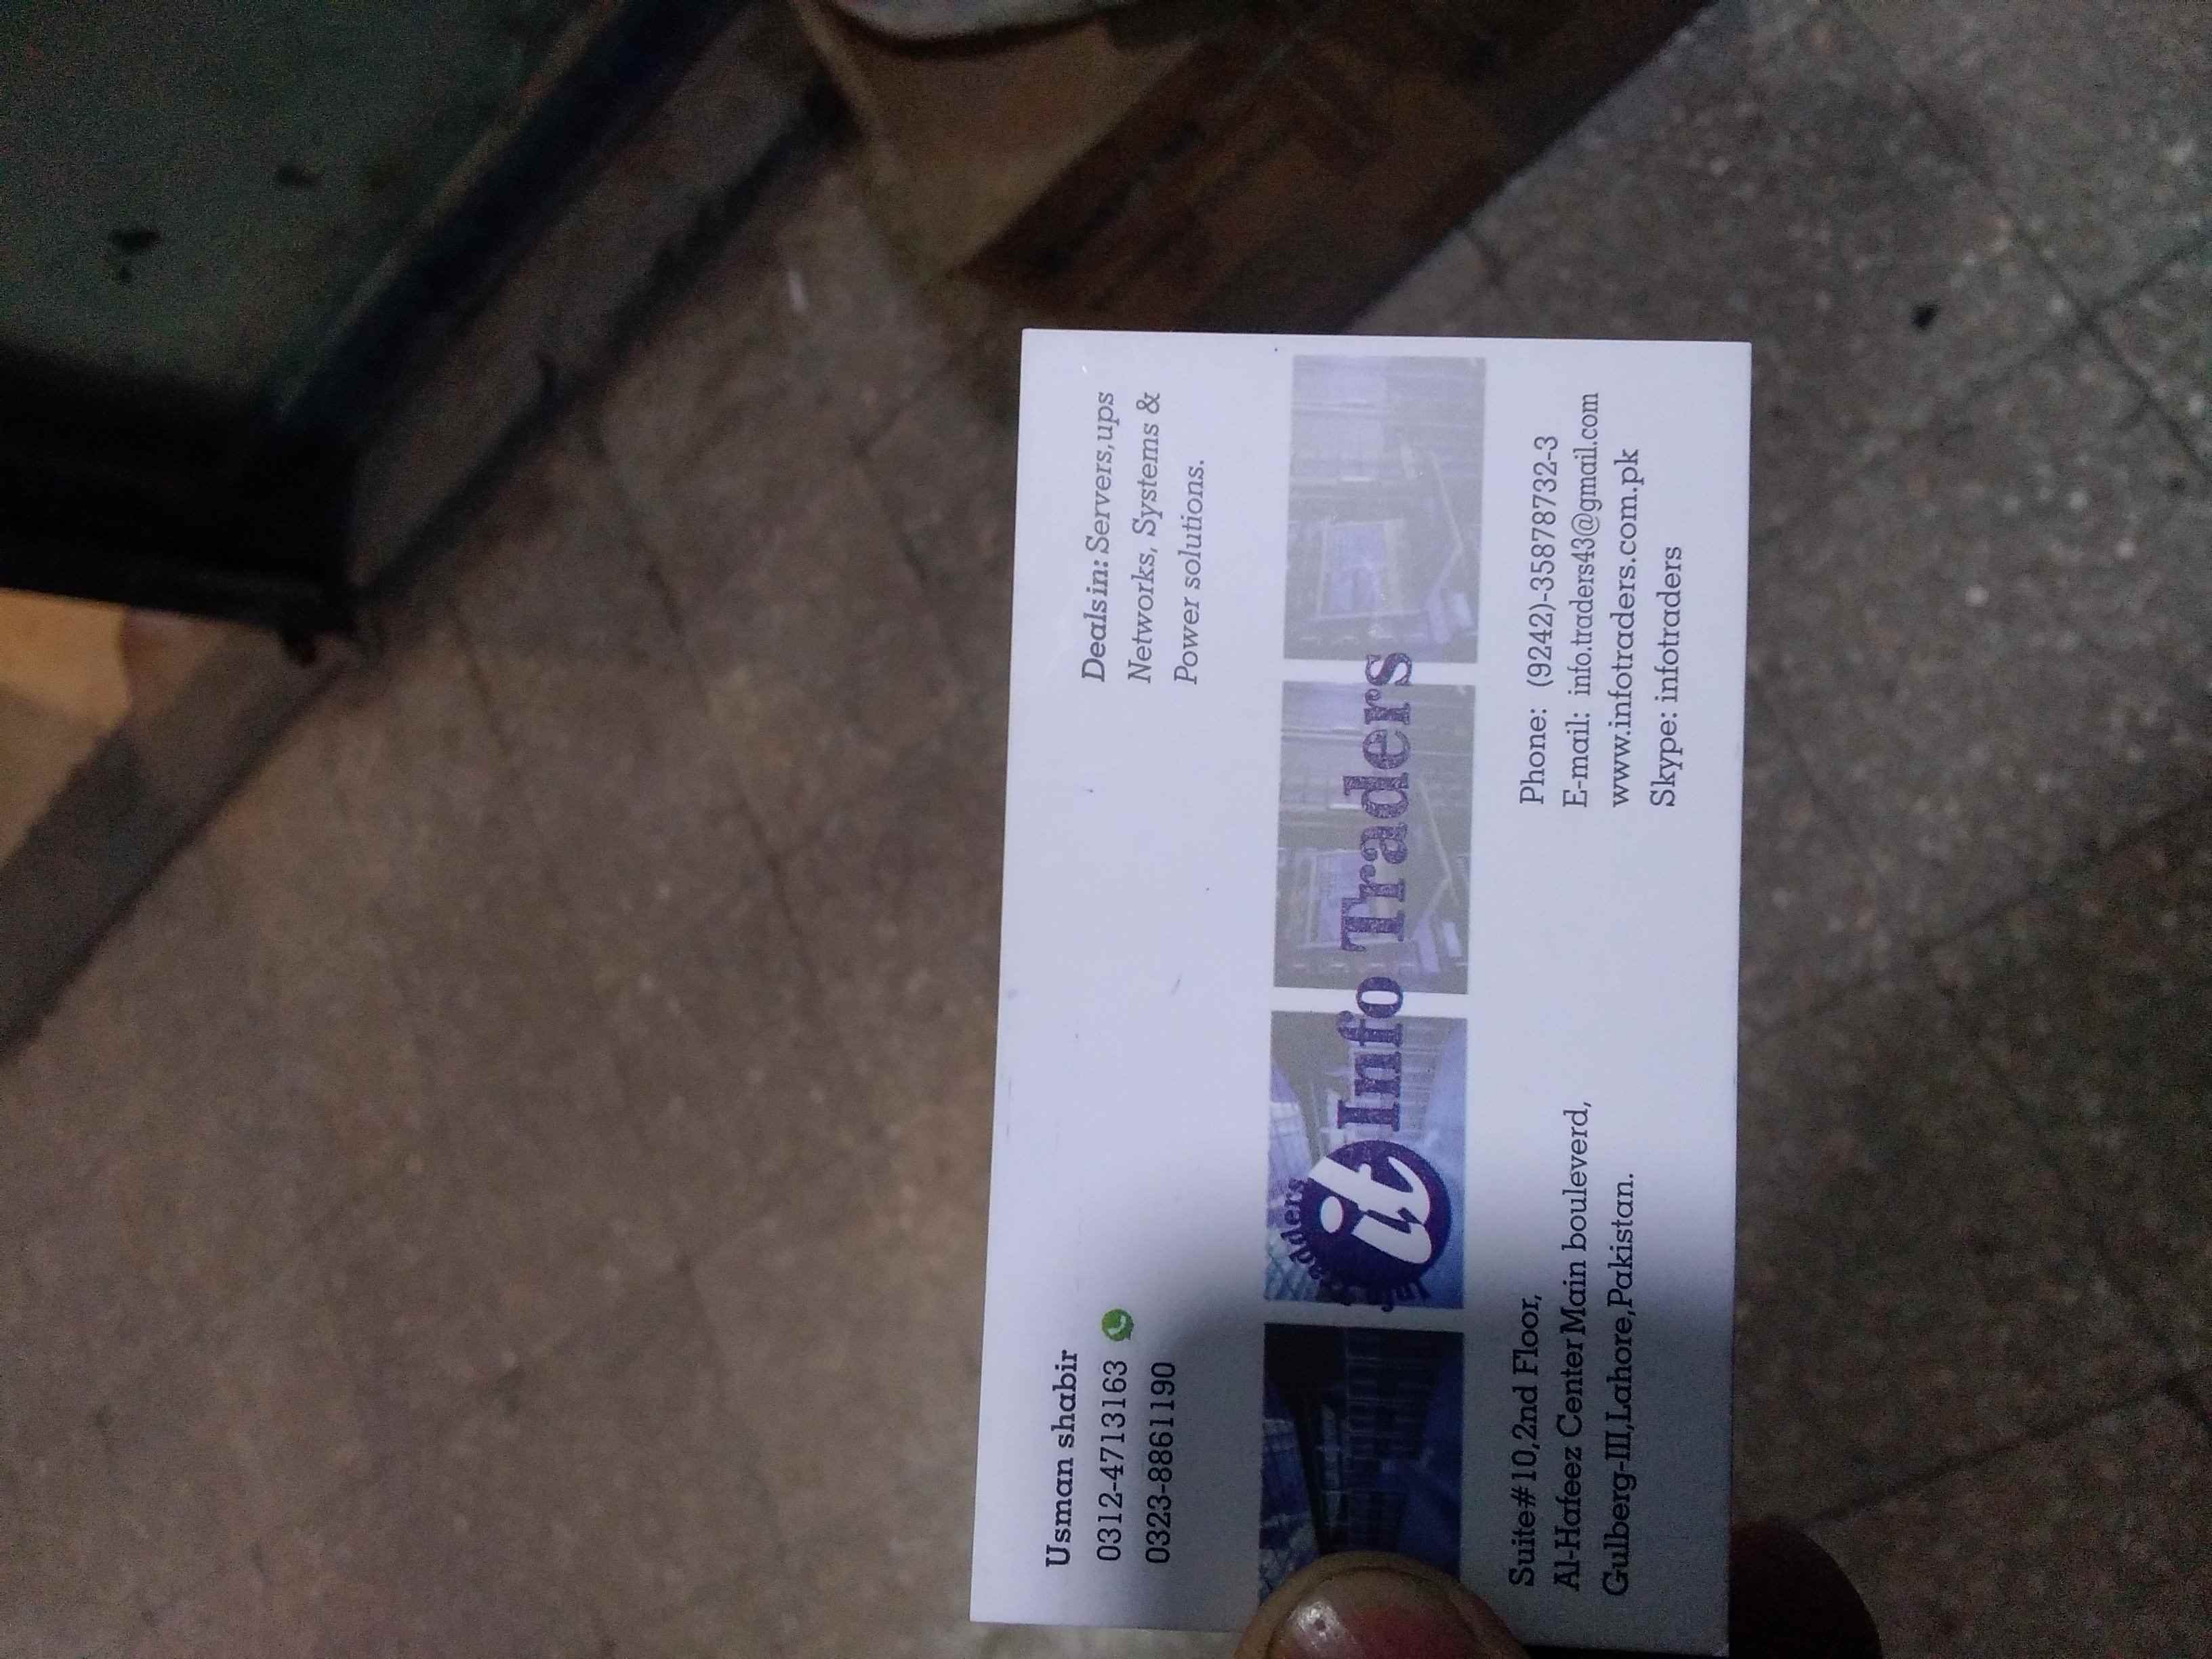 Usman shabir
0312-4713163
0323-8861190
Deals in: Servers,ups
Networks, Systems &
Power solutions.
adders
it
Info Traders
Suite#10,2nd Floor,
Al-Hafeez Center Main bouleverd,
Gulberg-III,Lahore,Pakistan.
Phone: (9242)-35878732-3
E-mail: info.traders43@gmail.com
www.infotraders.com.pk
Skype: infotraders